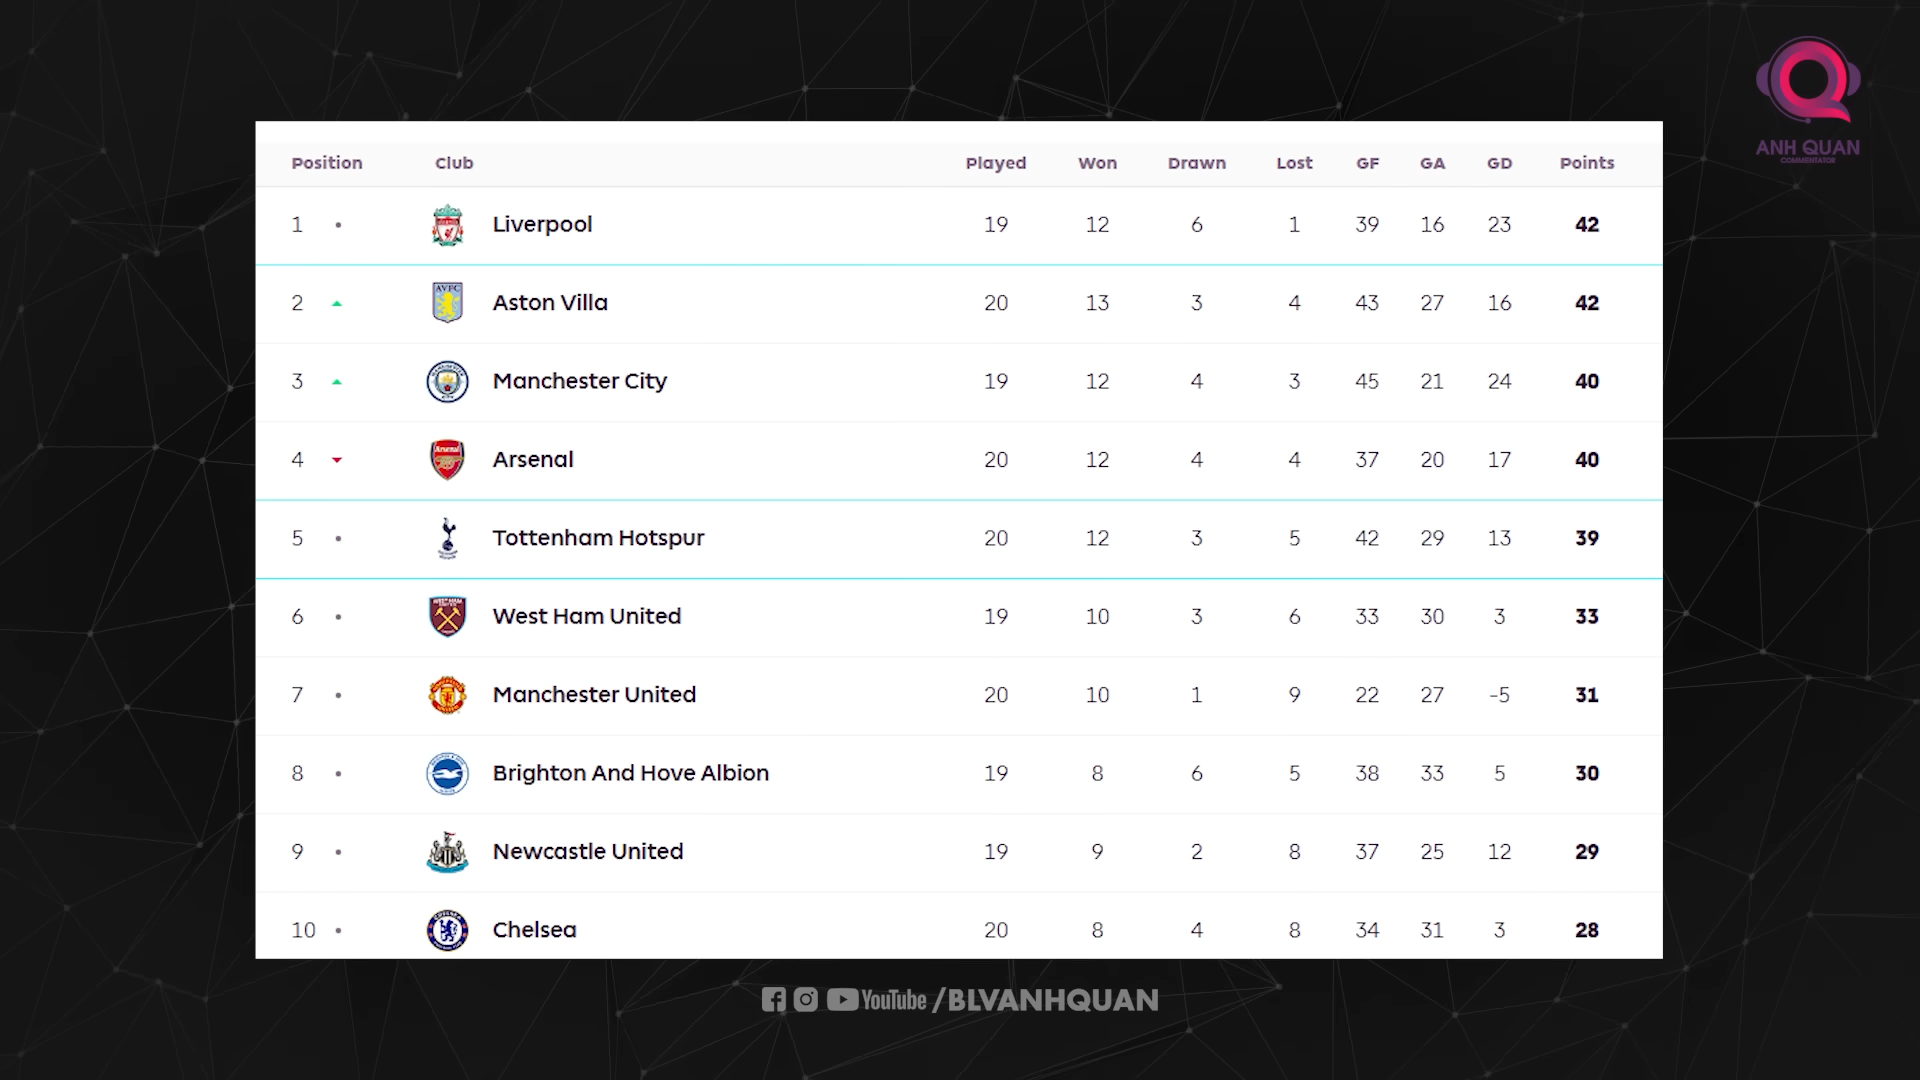 ANH QUAN
COMMENTATOR
Position Club Played Won Drawn Lost GF GA GD Points
1 Liverpool 19 12 6 1 39 16 23 42
2 Aston Villa 20 13 3 4 43 27 16 42
3 Manchester City 19 12 4 3 45 21 24 40
4 Arsenal 20 12 4 4 37 20 17 40
5 Tottenham Hotspur 20 12 3 5 42 29 13 39
6 West Ham United 19 10 3 6 33 30 3 33
7 Manchester United 20 10 1 9 22 27 -5 31
8 Brighton And Hove Albion 19 8 6 5 38 33 5 30
9 Newcastle United 19 9 2 8 37 25 12 29
10 Chelsea 20 8 4 8 34 31 3 28
YouTube /BLVANHQUAN